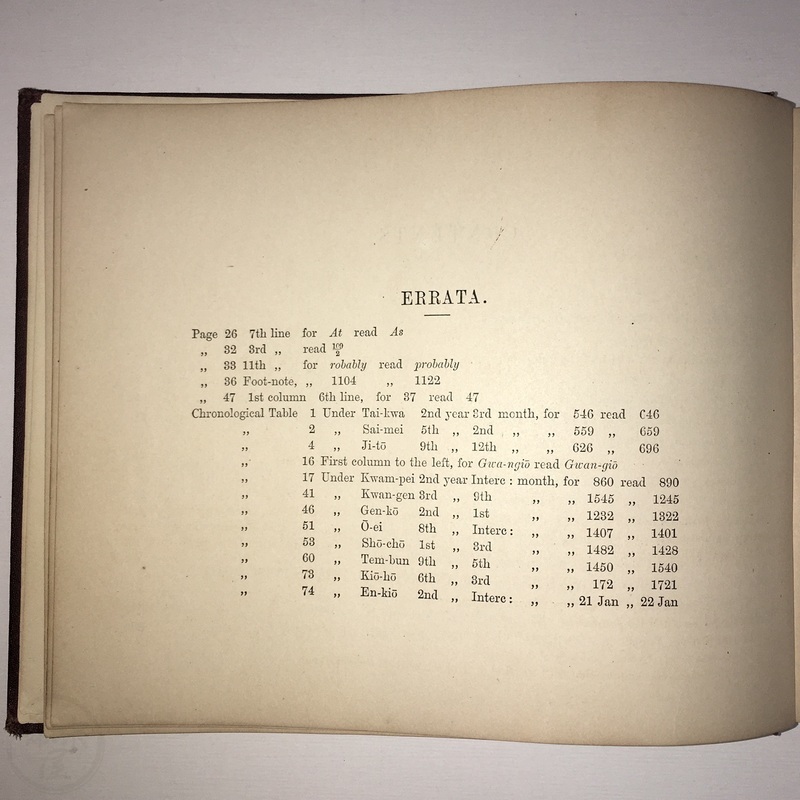 ERRATA.
Page 26 7th line for At read As
„ 32 3rd „ read 169/2
„ 33 11th „ for robably read probably
„ 36 Foot-note, „ 1104 „ 1122
„ 47 1st column 6th line, for 37 read 47
Chronological Table 1 Under Tai-kwa 2nd year 3rd month, for 546 read 646
„ 2 „ Sai-mei 5th „ 2nd „ „ 559 „ 659
„ 4 „ Ji-tō 9th „ 12th „ „ 626 „ 696
„ 16 First column to the left, for Gwa-ngiō read Gwan-giō
„ 17 Under Kwam-pei 2nd year Interc : month, for 860 read 890
„ 41 „ Kwan-gen 3rd „ 9th „ „ 1545 „ 1245
„ 46 „ Gen-kō 2nd „ 1st „ „ 1232 „ 1322
„ 51 „ Ō-ei 8th „ Interc : „ „ 1407 „ 1401
„ 53 „ Shō-chō 1st „ 3rd „ „ 1482 „ 1428
„ 60 „ Tem-bun 9th „ 5th „ „ 1450 „ 1540
„ 73 „ Kiō-hō 6th „ 3rd „ „ 172 „ 1721
„ 74 „ En-kiō 2nd „ Interc : „ „ 21 Jan „ 22 Jan